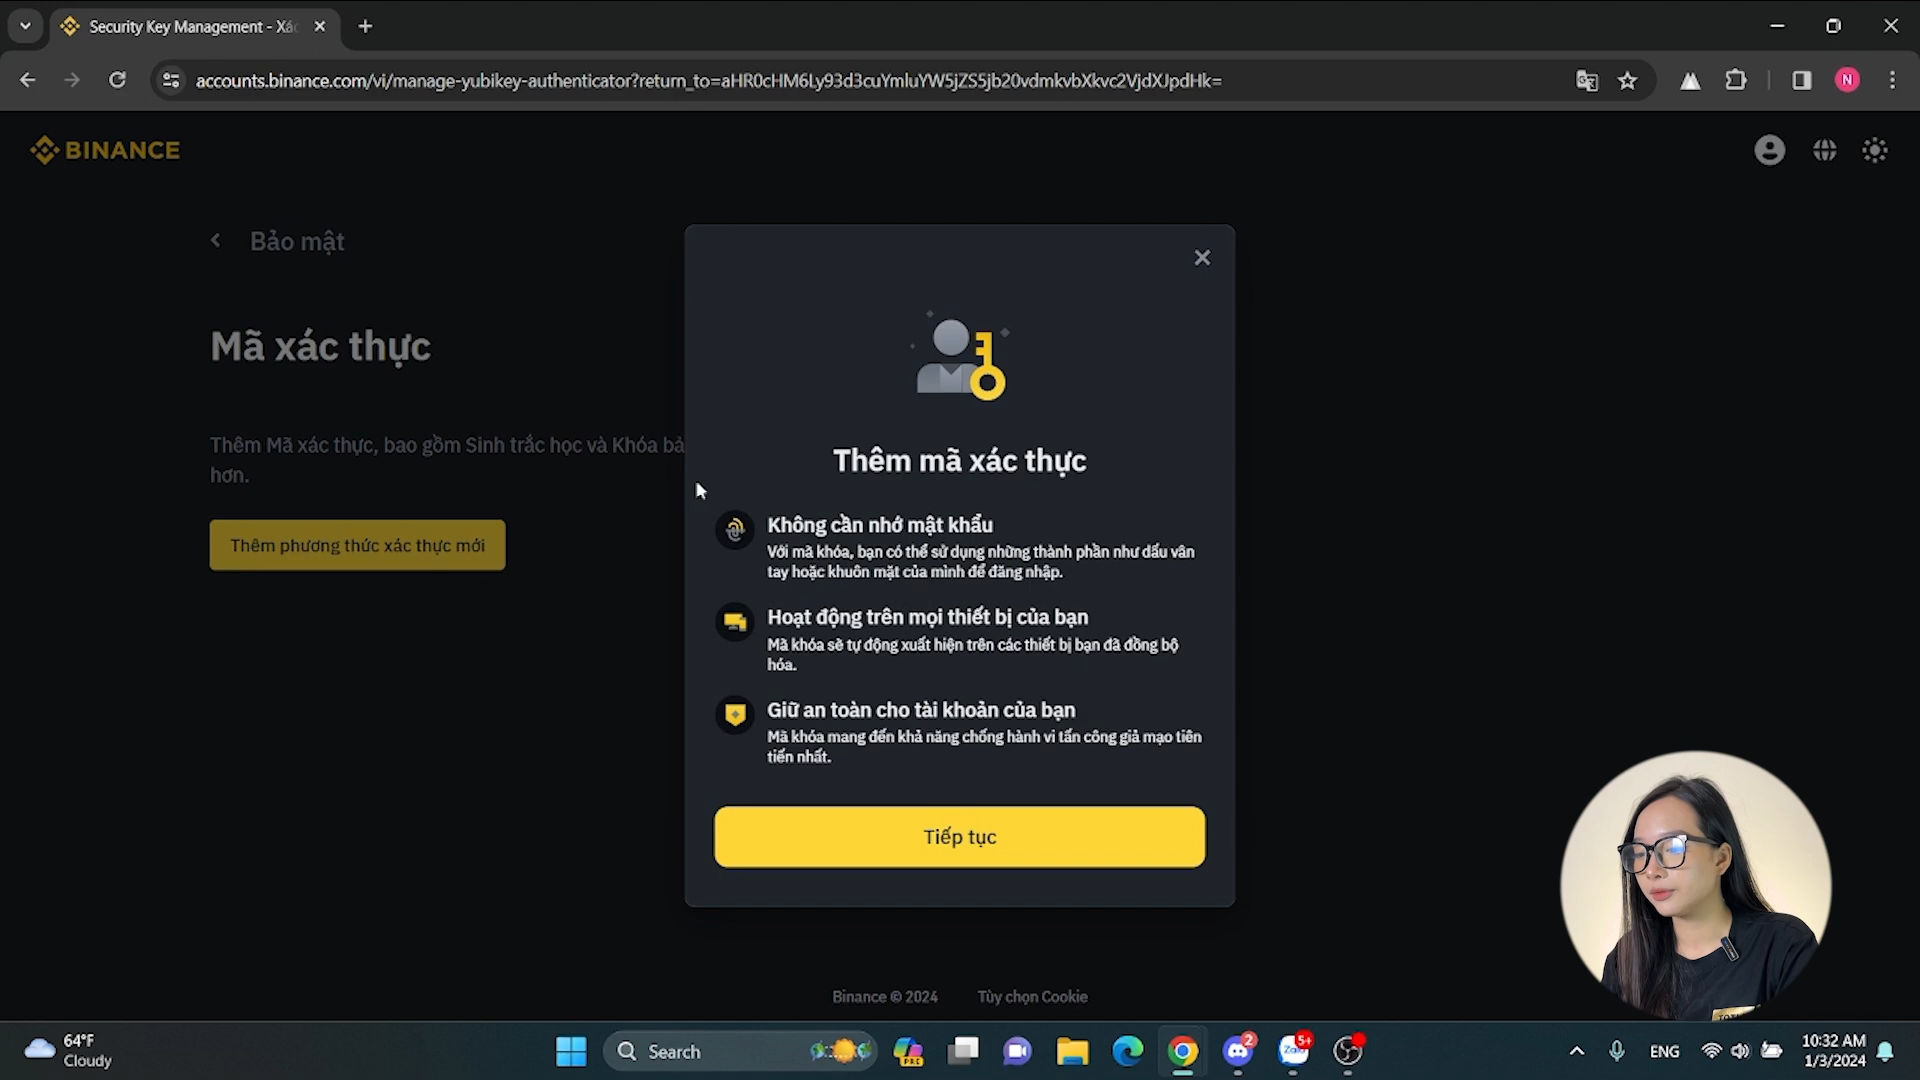 Security Key Management - Xác
accounts.binance.com/vi/manage-yubikey-authenticator?return_to=aHR0cHM6Ly93d3cuYmluYW5jZS5jb20vdmkvbXkvc2VjdXJpdHk=
N
BINANCE
Bảo mật
Mã xác thực
Thêm Mã xác thực, bao gồm Sinh trắc học và Khóa bả
hơn.
Thêm phương thức xác thực mới
Thêm mã xác thực
Không cần nhớ mật khẩu
Với mã khóa, bạn có thể sử dụng những thành phần như dấu vân
tay hoặc khuôn mặt của mình để đăng nhập.
Hoạt động trên mọi thiết bị của bạn
Mã khóa sẽ tự động xuất hiện trên các thiết bị bạn đã đồng bộ
hóa.
Giữ an toàn cho tài khoản của bạn
Mã khóa mang đến khả năng chống hành vi tấn công giả mạo tiên
tiến nhất.
Tiếp tục
Binance © 2024 Tùy chọn Cookie
64°F
Cloudy
Search
PRE
2
Zalo
5+
ENG
10:32 AM
1/3/2024